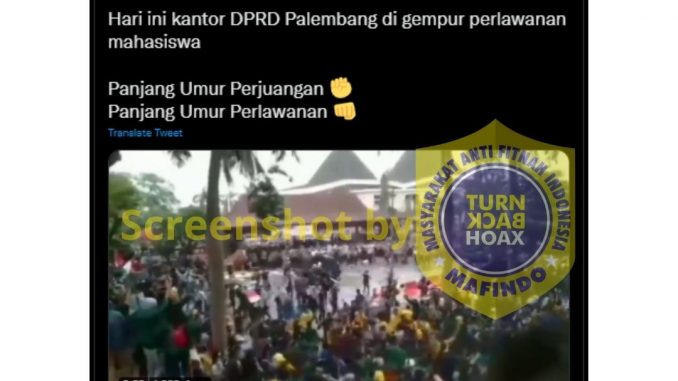 Hari ini kantor DPRD Palembang di gempur perlawanan
mahasiswa
Panjang Umur Perjuangan ✊
Panjang Umur Perlawanan 👊
Translate Tweet
Screenshot by
MASYARAKAT ANTI FITNAH INDONESIA
TURN
BACK
HOAX
MAFINDO